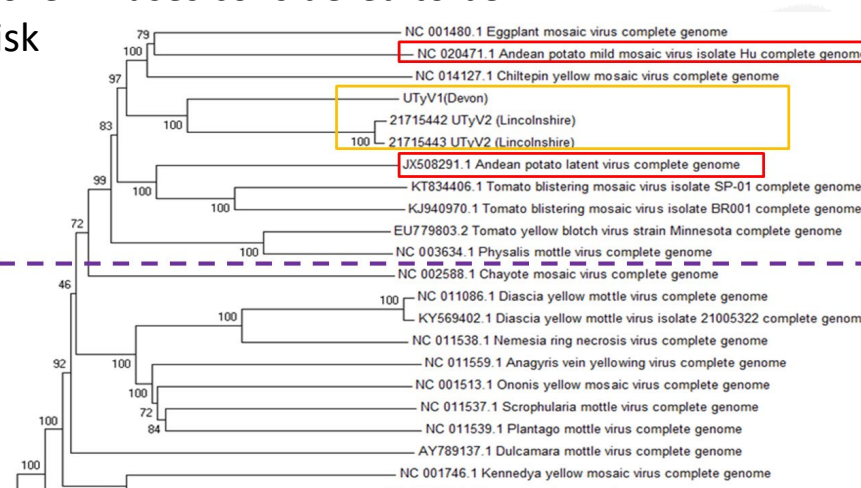 isk
79
NC 001480.1 Eggplant mosaic virus complete genome
100
NC 020471.1 Andean potato mild mosaic virus isolate Hu complete genome
NC 014127.1 Chiltepin yellow mosaic virus complete genome
97
UTyV1(Devon)
100
21715442 UTyV2 (Lincolnshire)
83
100
21715443 UTyV2 (Lincolnshire)
JX508291.1 Andean potato latent virus complete genome
99
100
KT834406.1 Tomato blistering mosaic virus isolate SP-01 complete genome
100
KJ940970.1 Tomato blistering mosaic virus isolate BR001 complete genome
72
EU779803.2 Tomato yellow blotch virus strain Minnesota complete genome
100
NC 003634.1 Physalis mottle virus complete genome
NC 002588.1 Chayote mosaic virus complete genome
46
100
NC 011086.1 Diascia yellow mottle virus complete genome
100
KY569402.1 Diascia yellow mottle virus isolate 21005322 complete genom
NC 011538.1 Nemesia ring necrosis virus complete genome
92
100
NC 011559.1 Anagyris vein yellowing virus complete genome
100
NC 001513.1 Ononis yellow mosaic virus complete genome
72
NC 011537.1 Scrophularia mottle virus complete genome
100
84
NC 011539.1 Plantago mottle virus complete genome
AY789137.1 Dulcamara mottle virus complete genome
100
NC 001746.1 Kennedya yellow mosaic virus complete genome